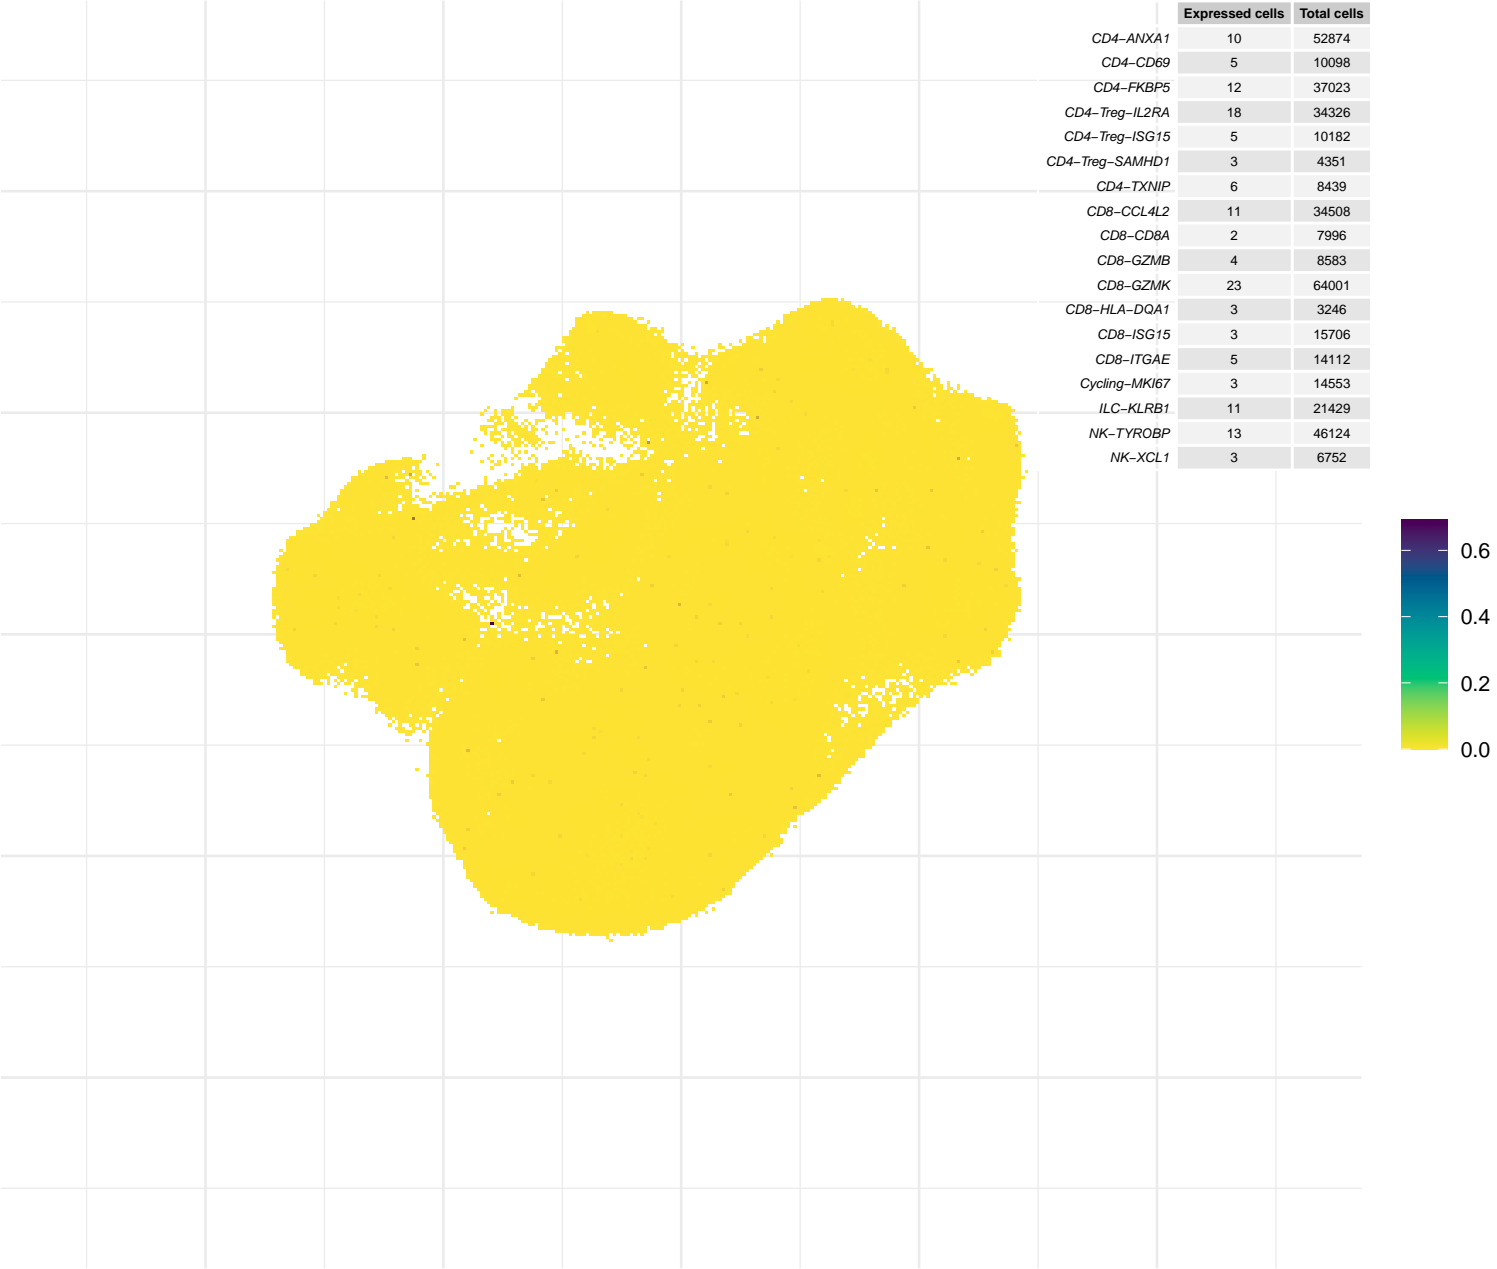 Expressed cells Total cells
CD4−ANXA1 10 52874
CD4−CD69 5 10098
CD4−FKBP5 12 37023
CD4−Treg−IL2RA 18 34326
CD4−Treg−ISG15 5 10182
CD4−Treg−SAMHD1 3 4351
CD4−TXNIP 6 8439
CD8−CCL4L2 11 34508
CD8−CD8A 2 7996
CD8−GZMB 4 8583
CD8−GZMK 23 64001
CD8−HLA−DQA1 3 3246
CD8−ISG15 3 15706
CD8−ITGAE 5 14112
Cycling−MKI67 3 14553
ILC−KLRB1 11 21429
NK−TYROBP 13 46124
NK−XCL1 3 6752
0.6
0.4
0.2
0.0